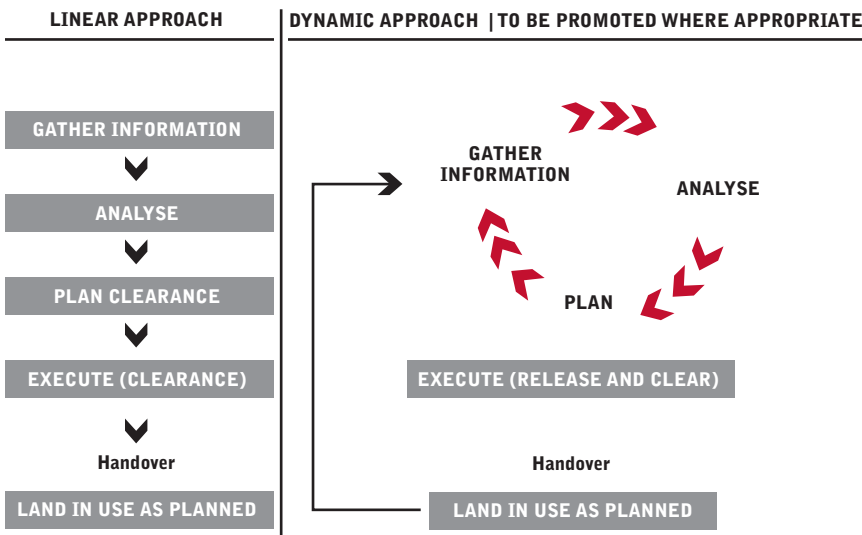 LINEAR APPROACH
GATHER INFORMATION
ANALYSE
PLAN CLEARANCE
EXECUTE (CLEARANCE)
Handover
LAND IN USE AS PLANNED
DYNAMIC APPROACH | TO BE PROMOTED WHERE APPROPRIATE
GATHER
INFORMATION
ANALYSE
PLAN
EXECUTE (RELEASE AND CLEAR)
Handover
LAND IN USE AS PLANNED